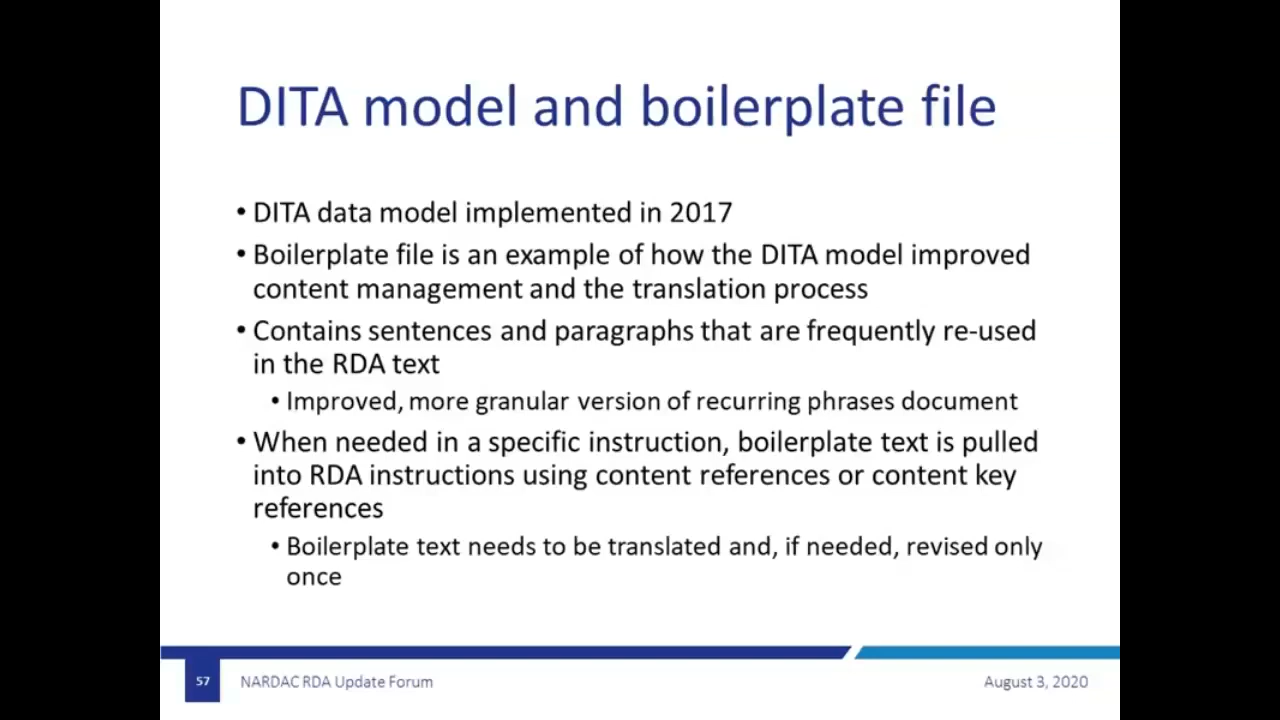 DITA model and boilerplate file
• DITA data model implemented in 2017
• Boilerplate file is an example of how the DITA model improved
content management and the translation process
• Contains sentences and paragraphs that are frequently re-used
in the RDA text
• Improved, more granular version of recurring phrases document
• When needed in a specific instruction, boilerplate text is pulled
into RDA instructions using content references or content key
references
• Boilerplate text needs to be translated and, if needed, revised only
once
57 NARDAC RDA Update Forum August 3, 2020